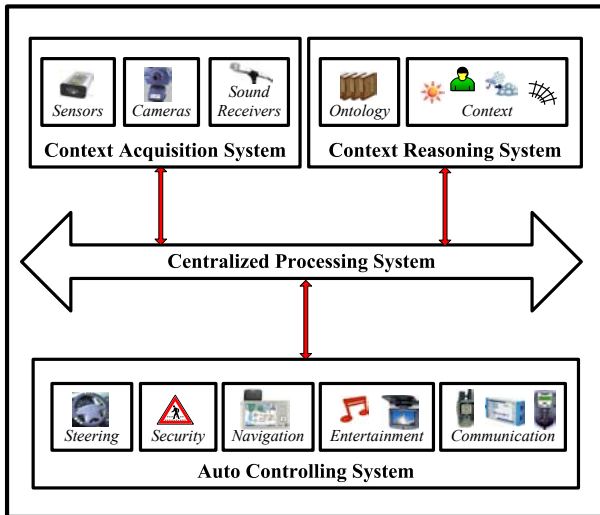 Sensors
Cameras
Sound
Receivers
Context Acquisition System
Ontology
Context
Context Reasoning System
Centralized Processing System
Steering
Security
Navigation
Entertainment
Communication
Auto Controlling System